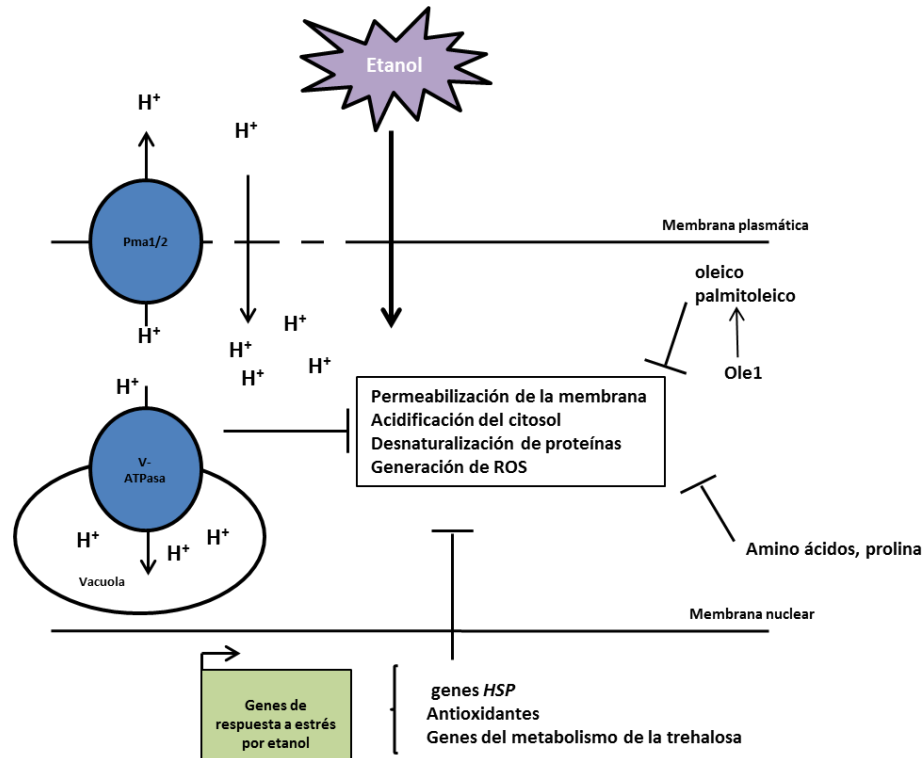 Etanol
H+
H+
Membrana plasmática
Pma1/2
oleico
palmitoleico
H+
H+
H+
H+
H+
Ole1
H+
Permeabilización de la membrana
Acidificación del citosol
Desnaturalización de proteínas
Generación de ROS
V-
ATPasa
H+
H+
H+
Vacuola
Amino ácidos, prolina
Membrana nuclear
Genes de
respuesta a estrés
por etanol
genes HSP
Antioxidantes
Genes del metabolismo de la trehalosa